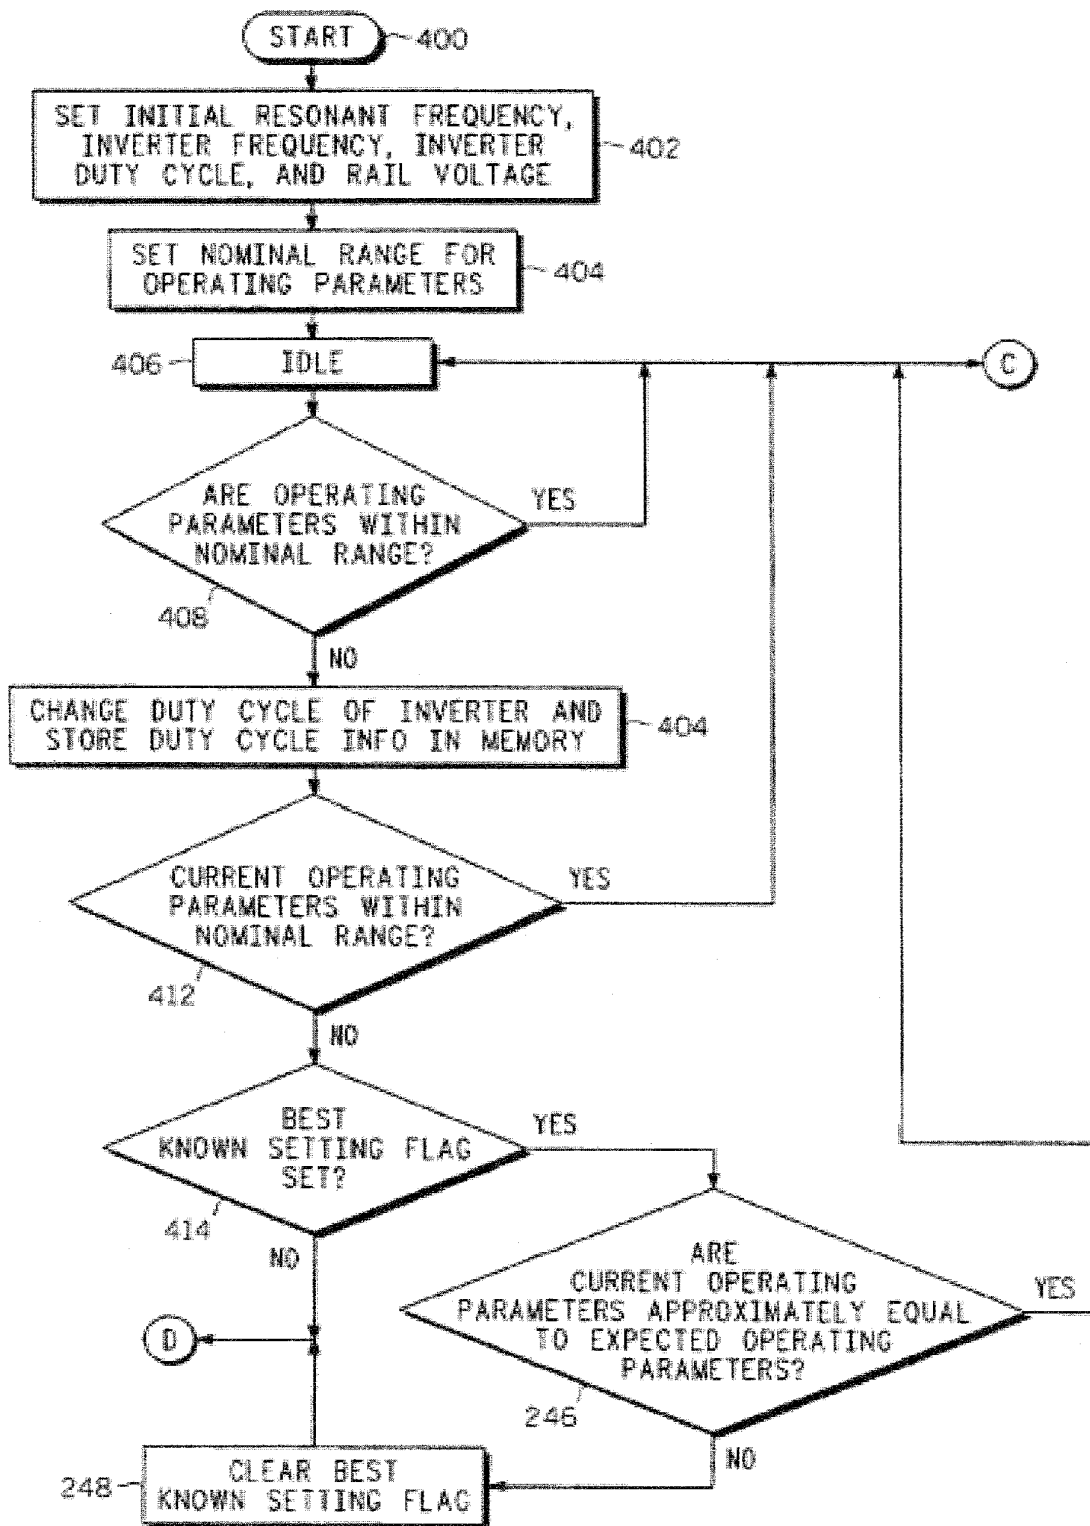 START
400
SET INITIAL RESONANT FREQUENCY,
INVERTER FREQUENCY, INVERTER
DUTY CYCLE, AND RAIL VOLTAGE
402
SET NOMINAL RANGE FOR
OPERATING PARAMETERS
404
406
IDLE
C
ARE OPERATING
PARAMETERS WITHIN
NOMINAL RANGE?
YES
408
NO
CHANGE DUTY CYCLE OF INVERTER AND
STORE DUTY CYCLE INFO IN MEMORY
404
CURRENT OPERATING
PARAMETERS WITHIN
NOMINAL RANGE?
YES
412
NO
BEST
KNOWN SETTING FLAG
SET?
YES
414
NO
ARE
CURRENT OPERATING
PARAMETERS APPROXIMATELY EQUAL
TO EXPECTED OPERATING
PARAMETERS?
YES
D
246
NO
248
CLEAR BEST
KNOWN SETTING FLAG